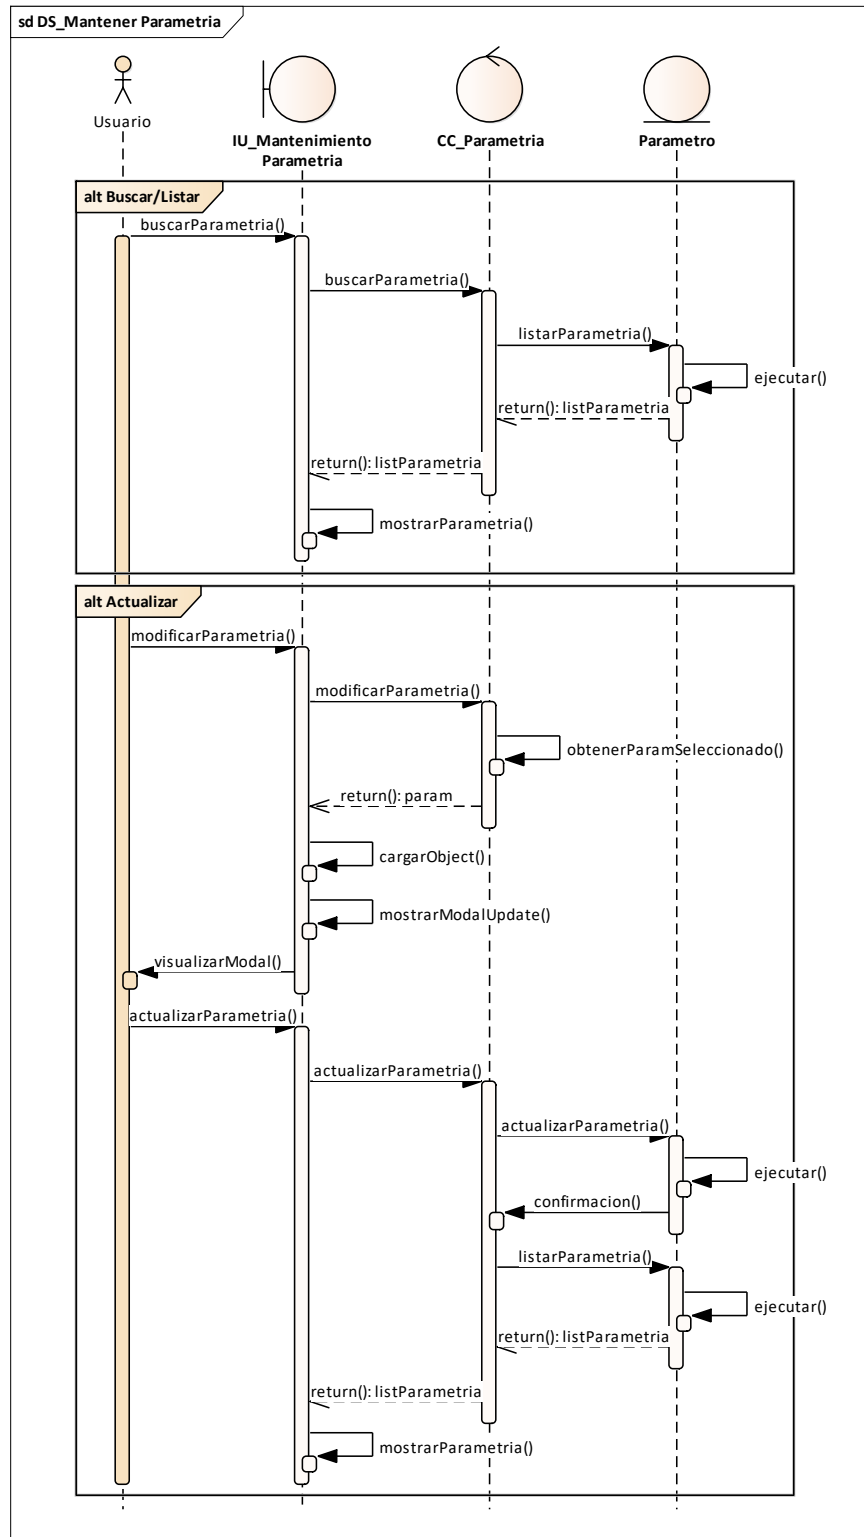 sd DS_Mantener Parametria
Usuario
IU_Mantenimiento
Parametria
CC_Parametria
Parametro
alt Buscar/Listar
buscarParametria()
buscarParametria()
listarParametria()
ejecutar()
return(): listParametria
return(): listParametria
mostrarParametria()
alt Actualizar
modificarParametria()
modificarParametria()
obtenerParamSeleccionado()
return(): param
cargarObject()
mostrarModalUpdate()
visualizarModal()
actualizarParametria()
actualizarParametria()
actualizarParametria()
ejecutar()
confirmacion()
listarParametria()
ejecutar()
return(): listParametria
return(): listParametria
mostrarParametria()